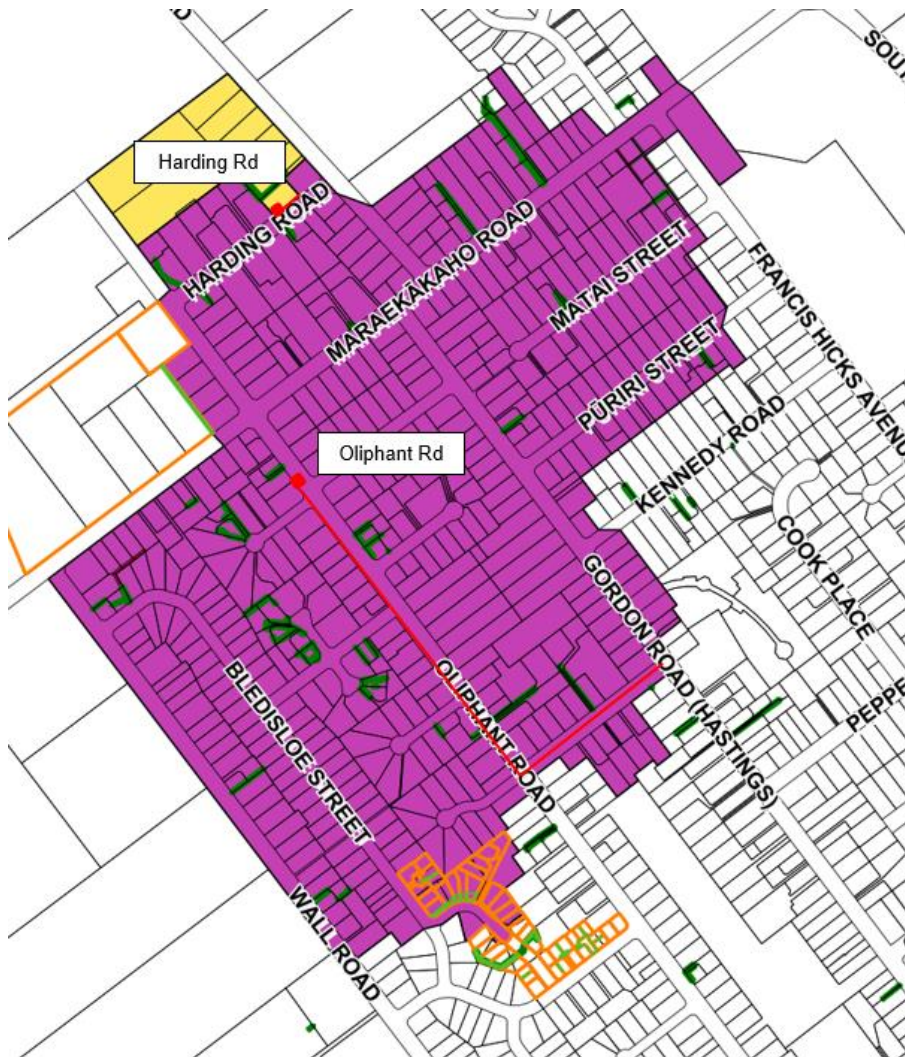 D
SOUT
Harding Rd
HARDING ROAD
MARAEKĀKAHO ROAD
MATAI STREET
FRANCIS HICKS AVENU
PŪRIRI STREET
Oliphant Rd
KENNEDY ROAD
COOK PLACE
GORDON ROAD (HASTINGS)
BLEDISLOE STREET
OLIPHANT ROAD
PEPPE
WALL ROAD